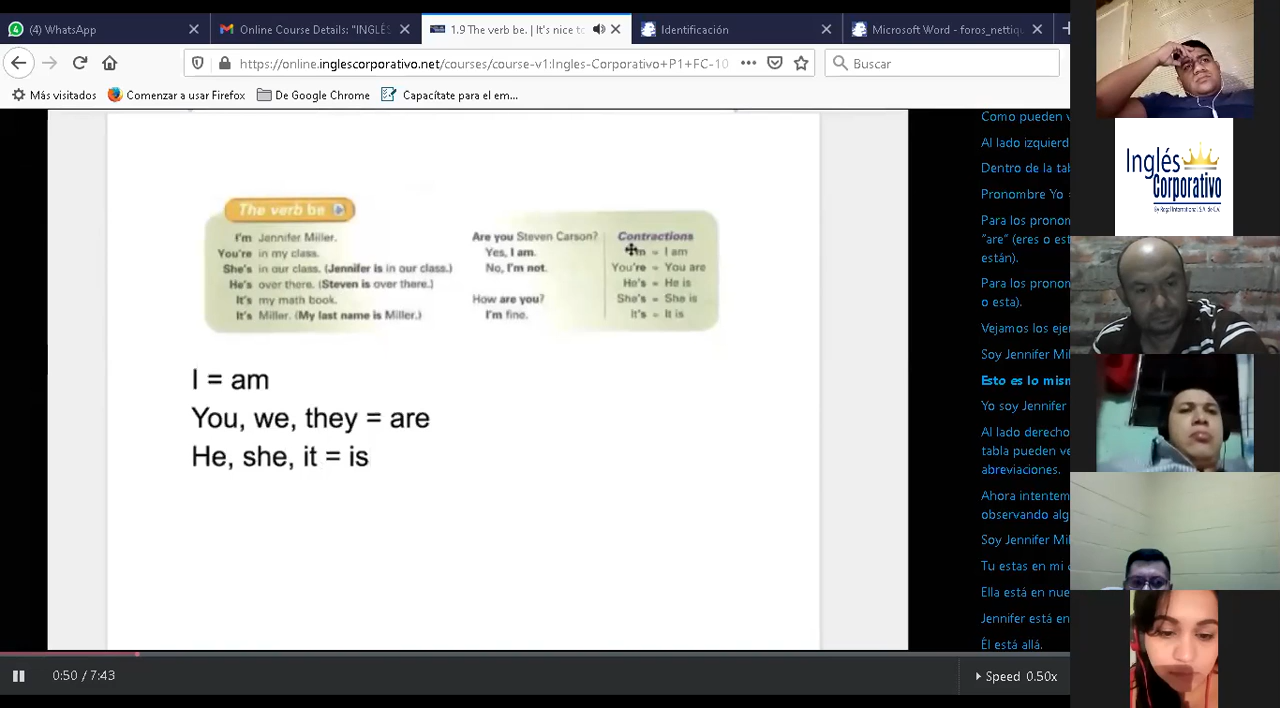 (4) WhatsApp
Online Course Details: "INGLÉS
1.9 The verb be. | It's nice to
Identificación
Microsoft Word - foros_nettiqu
https://online.inglescorporativo.net/courses/course-v1:Ingles-Corporativo+P1+FC-10
Buscar
Más visitados
Comenzar a usar Firefox
De Google Chrome
Capacítate para el em...
The verb be
I'm Jennifer Miller.
You're in my class.
She's in our class. (Jennifer is in our class.)
He's over there. (Steven is over there.)
It's my math book.
It's Miller. (My last name is Miller.)
Are you Steven Carson?
Yes, I am.
No, I'm not.
How are you?
I'm fine.
Contractions
= I am
You're = You are
He's = He is
She's = She is
It's = It is
I = am
You, we, they = are
He, she, it = is
Como pueden v
Al lado izquierd
Dentro de la tab
Pronombre Yo =
Para los pronom
"are" (eres o est
están).
Para los pronom
o esta).
Vejamos los ejer
Soy Jennifer Mil
Esto es lo mism
Yo soy Jennifer
Al lado derecho
tabla pueden ve
abreviaciones.
Ahora intentem
observando alg
Soy Jennifer Mil
Tu estas en mi
Ella está en nue
Jennifer está en
Él está allá.
0:50 / 7:43
Speed 0.50x
Inglés
Corporativo